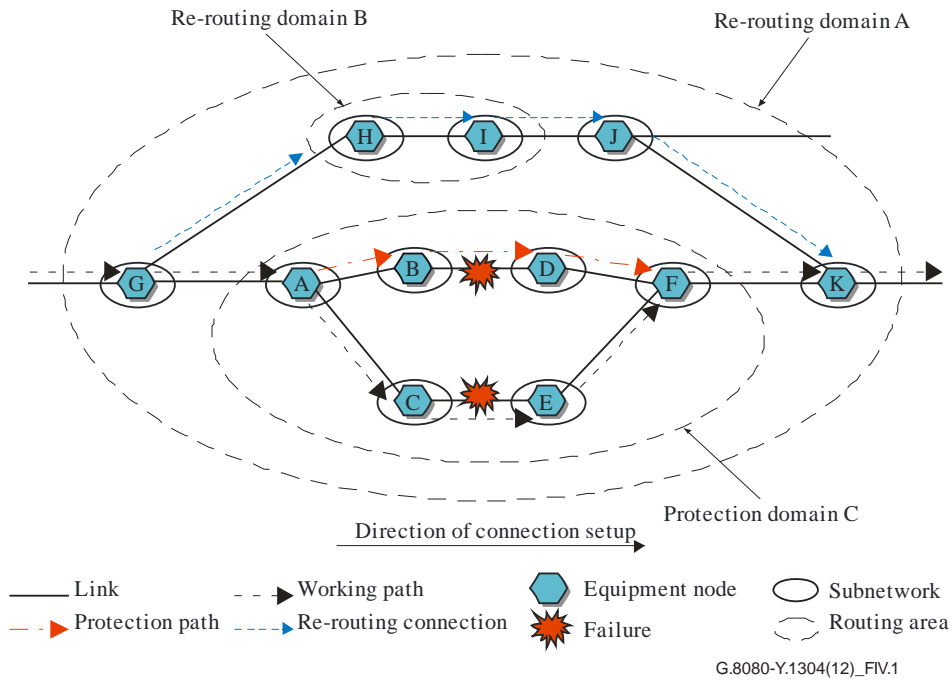 Re-routing domain B
Re-routing domain A
H
I
J
G
A
B
D
F
K
C
E
Protection domain C
Direction of connection setup
Link
Working path
Equipment node
Subnetwork
Protection path
Re-routing connection
Failure
Routing area
G.8080-Y.1304(12)_FIV.1